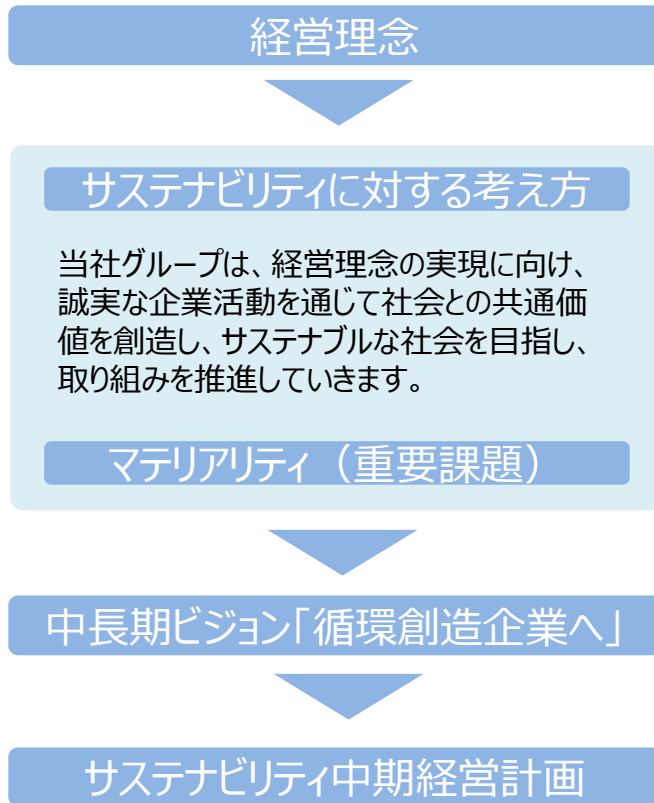 経営理念
サステナビリティに対する考え方
当社グループは、経営理念の実現に向け、
誠実な企業活動を通じて社会との共通価
値を創造し、サステナブルな社会を目指し、
取り組みを推進していきます。
マテリアリティ（重要課題）
中長期ビジョン「循環創造企業へ」
サステナビリティ中期経営計画